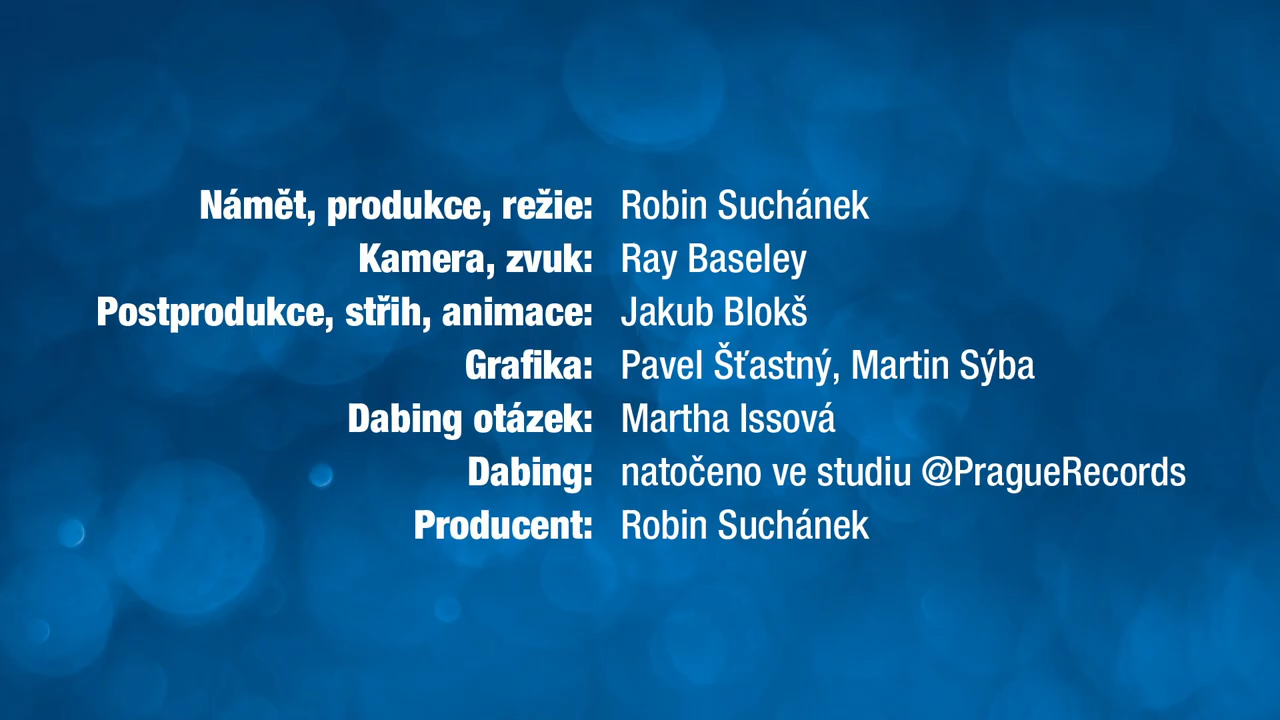 Námět, produkce, režie: Robin Suchánek
Kamera, zvuk: Ray Baseley
Postprodukce, střih, animace: Jakub Blokš
Grafika: Pavel Šťastný, Martin Sýba
Dabing otázek: Martha Issová
Dabing: natočeno ve studiu @PragueRecords
Producent: Robin Suchánek